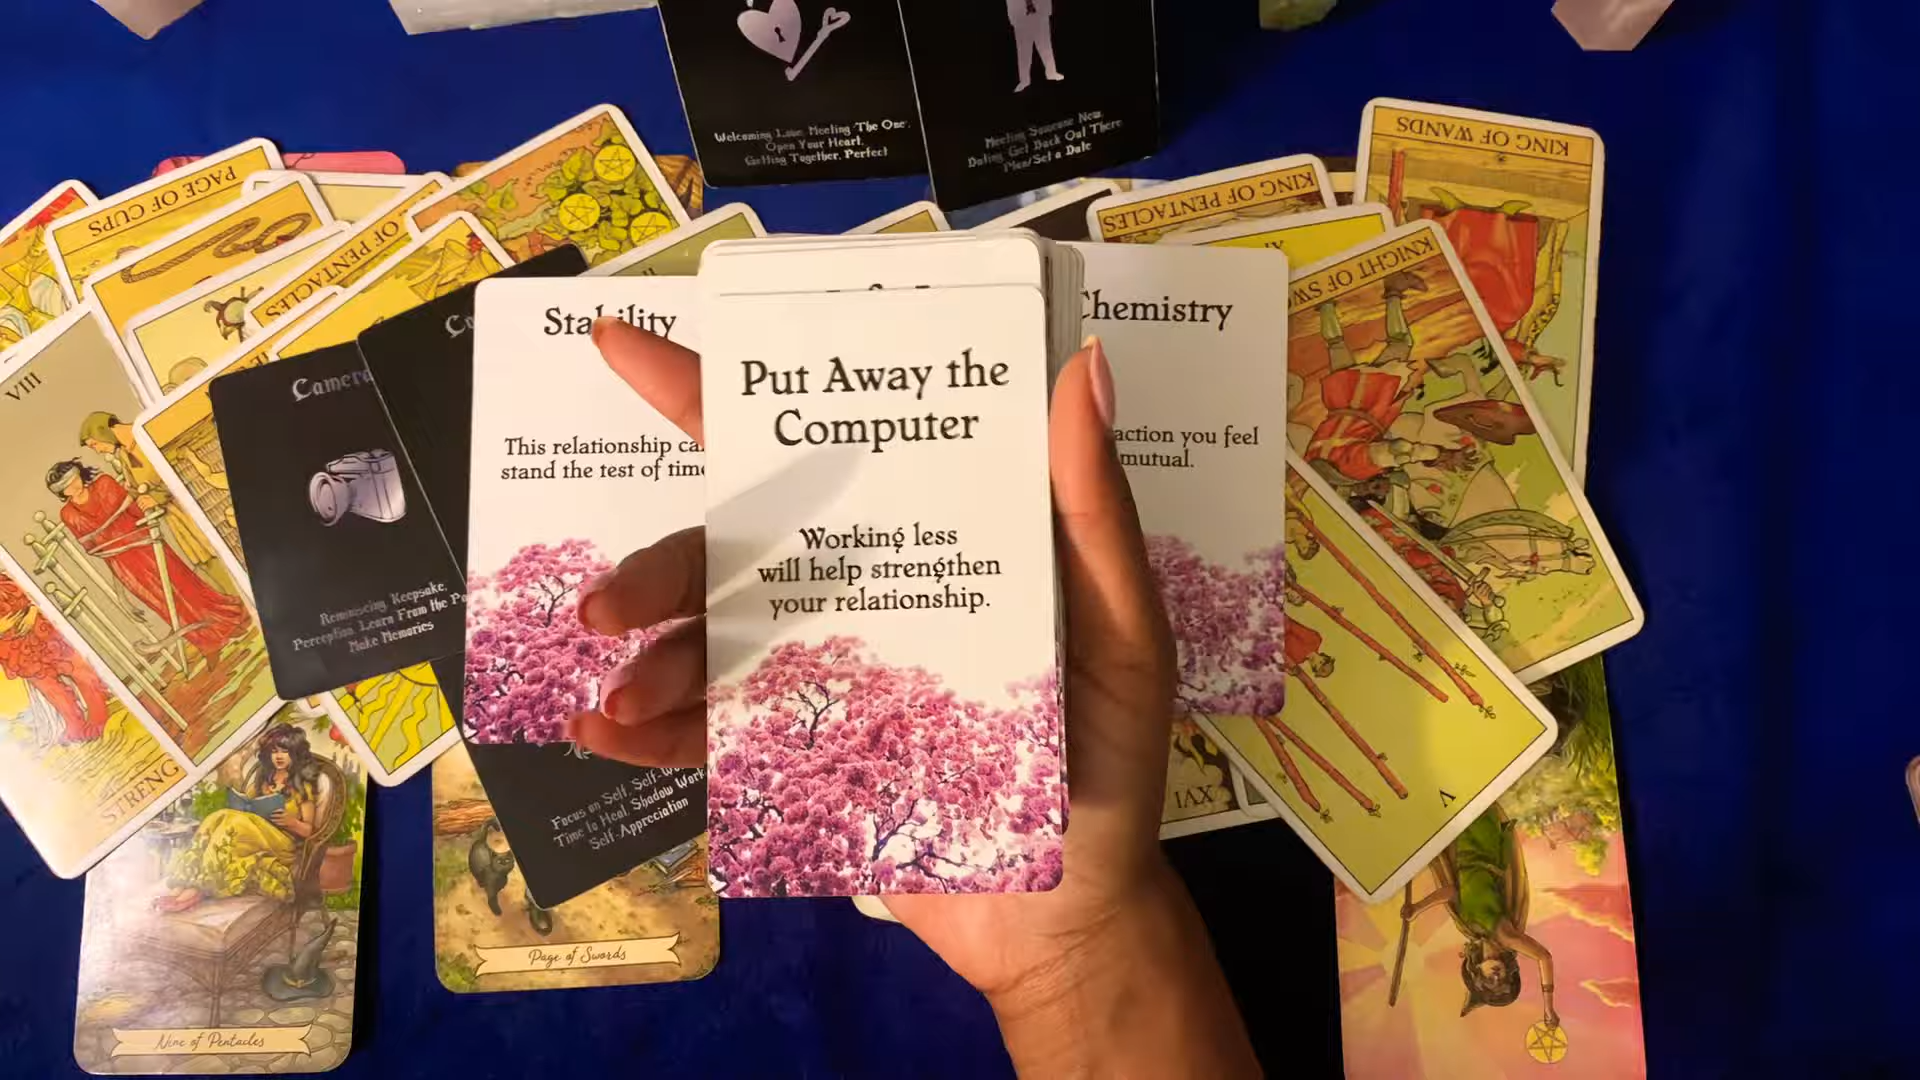 Welcoming Love, Meeting 'The One',
Open Your Heart,
Getting Together, Perfect
Meeting Someone New,
Dating, Get Back Out There
Plan/Set a Date
PAGE OF CUPS
OF PENTACLES
KING OF PENTACLES
KING OF WANDS
KNIGHT OF SW
VIII
STRENG
Camera
Reminiscing, Keepsake,
Perception, Learn From the Pa
Make Memories
Co
Stability
This relationship ca
stand the test of time
Put Away the
Computer
Working less
will help strengthen
your relationship.
Chemistry
action you feel
mutual.
Focus on Self, Self-Wo
Time to Heal, Shadow Work
Self-Appreciation
XVI
V
Page of Swords
Nine of Pentacles